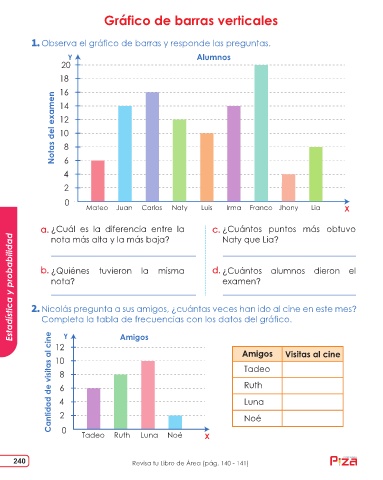 Gráfico de barras verticales
1. Observa el gráfico de barras y responde las preguntas.
Y
Alumnos
Notas del examen
20
18
16
14
12
10
8
6
4
2
0
Mateo Juan Carlos Naty Luis Irma Franco Jhony Lia X
a. ¿Cuál es la diferencia entre la
nota más alta y la más baja?
c. ¿Cuántos puntos más obtuvo
Naty que Lia?
b. ¿Quiénes tuvieron la misma
nota?
d. ¿Cuántos alumnos dieron el
examen?
2. Nicolás pregunta a sus amigos, ¿cuántas veces han ido al cine en este mes?
Completa la tabla de frecuencias con los datos del gráfico.
Y
Amigos
Cantidad de visitas al cine
12
10
8
6
4
2
0
Tadeo Ruth Luna Noé X
Amigos Visitas al cine
Tadeo
Ruth
Luna
Noé
Estadística y probabilidad
240
Revisa tu Libro de Área (pág. 140 - 141)